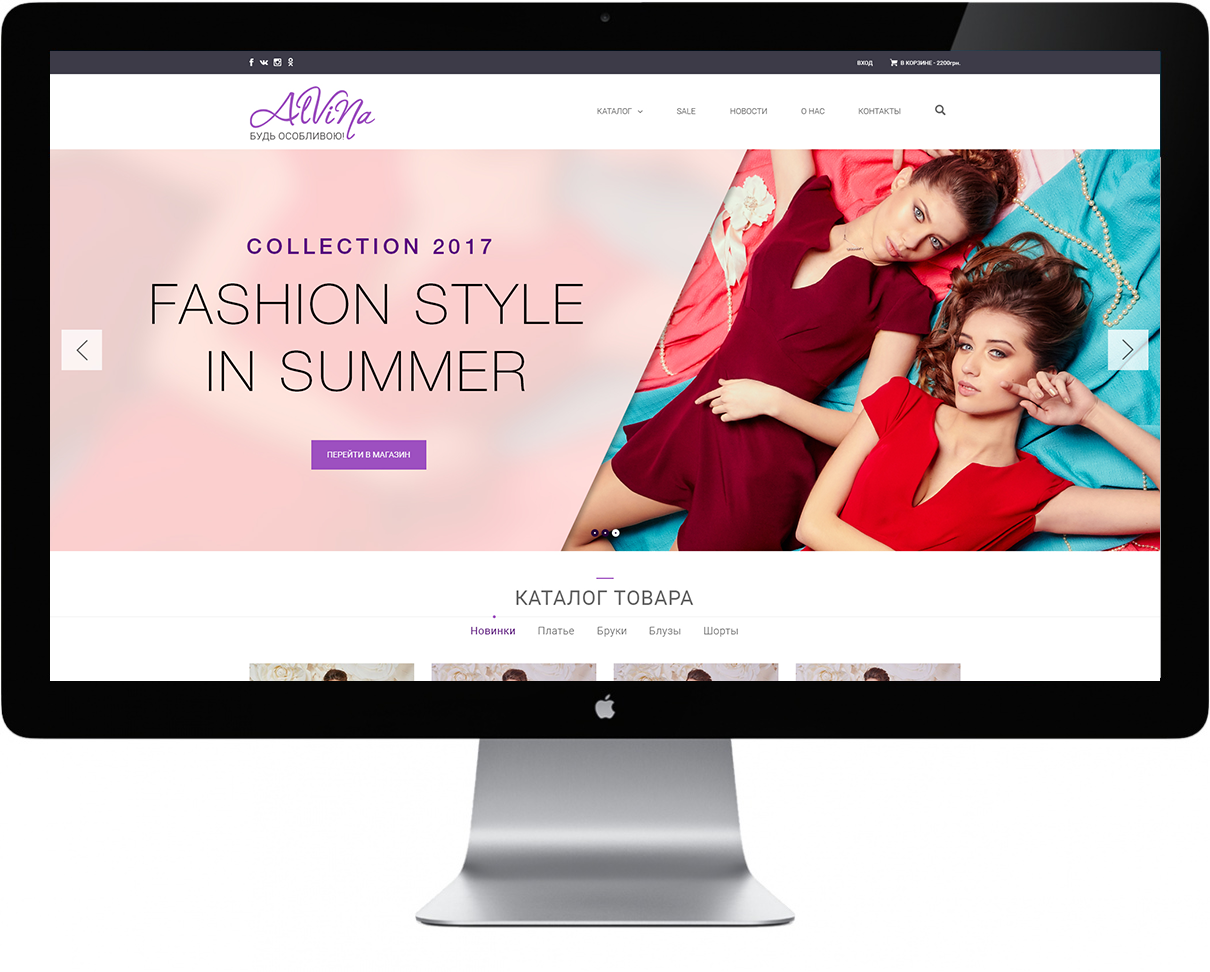 ВХОД
В КОРЗИНЕ - 2200грн.
AlViNa
БУДЬ ОСОБЛИВОЮ!
КАТАЛОГ
SALE
НОВОСТИ
О НАС
КОНТАКТЫ
COLLECTION 2017
FASHION STYLE
IN SUMMER
ПЕРЕЙТИ В МАГАЗИН
КАТАЛОГ ТОВАРА
Новинки
Платье
Бруки
Блузы
Шорты